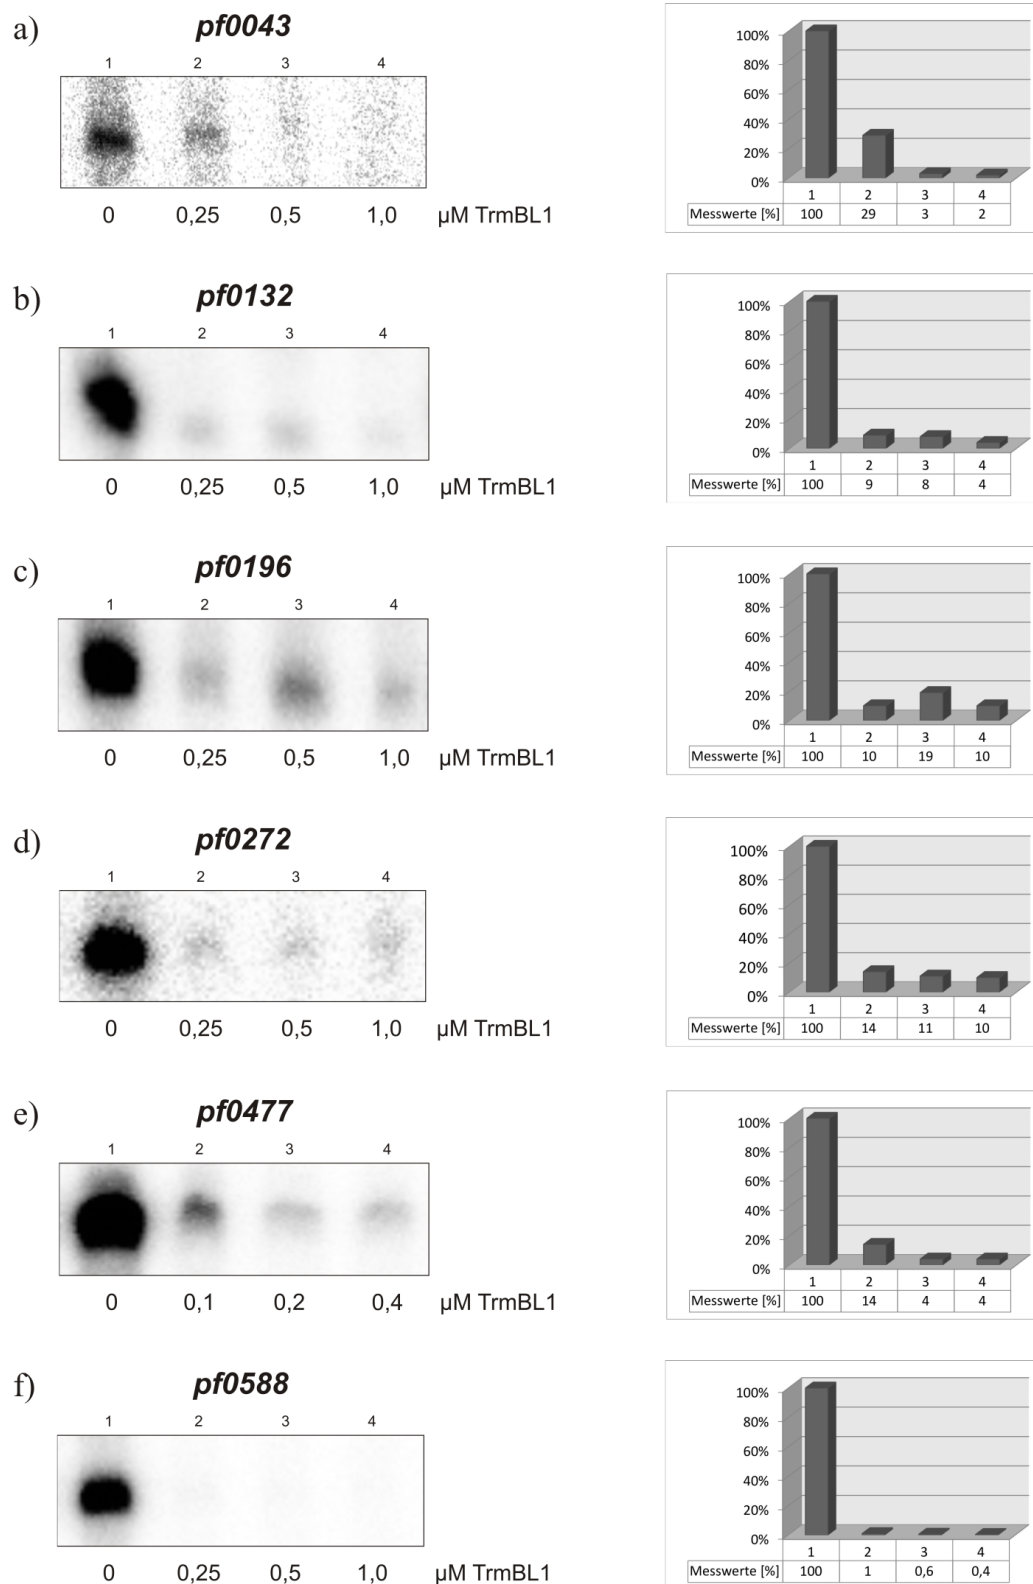 a)
pf0043
1 2 3 4
0 0,25 0,5 1,0 µM TrmBL1
100%
80%
60%
40%
20%
0%
1 2 3 4
Messwerte [%] 100 29 3 2
b)
pf0132
1 2 3 4
0 0,25 0,5 1,0 µM TrmBL1
100%
80%
60%
40%
20%
0%
1 2 3 4
Messwerte [%] 100 9 8 4
c)
pf0196
1 2 3 4
0 0,25 0,5 1,0 µM TrmBL1
100%
80%
60%
40%
20%
0%
1 2 3 4
Messwerte [%] 100 10 19 10
d)
pf0272
1 2 3 4
0 0,25 0,5 1,0 µM TrmBL1
100%
80%
60%
40%
20%
0%
1 2 3 4
Messwerte [%] 100 14 11 10
e)
pf0477
1 2 3 4
0 0,1 0,2 0,4 µM TrmBL1
100%
80%
60%
40%
20%
0%
1 2 3 4
Messwerte [%] 100 14 4 4
f)
pf0588
1 2 3 4
0 0,25 0,5 1,0 µM TrmBL1
100%
80%
60%
40%
20%
0%
1 2 3 4
Messwerte [%] 100 1 0,6 0,4